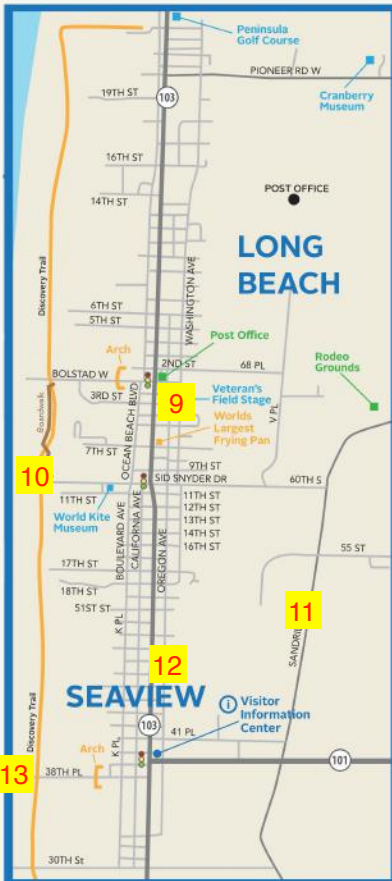 Peninsula
Golf Course
PIONEER RD W
Cranberry
Museum
19TH ST
103
16TH ST
14TH ST
POST OFFICE
WASHINGTON AVE
LONG
BEACH
Discovery Trail
6TH ST
5TH ST
Post Office
Arch
2ND ST
68 PL
BOLSTAD W
Rodeo
Grounds
3RD ST
9
Veteran's
Field Stage
V PL
Boardwalk
OCEAN BEACH BLVD
Worlds
Largest
Frying Pan
7TH ST
9TH ST
10
SID SNYDER DR
60TH S
11TH ST
World Kite
Museum
BOULEVARD AVE
CALIFORNIA AVE
11TH ST
12TH ST
13TH ST
14TH ST
16TH ST
OREGON AVE
55 ST
17TH ST
18TH ST
51ST ST
K PL
11
12
SEAVIEW
i
Visitor
Information
Center
Discovery Trail
103
41 PL
K PL
Arch
101
13
38TH PL
30TH St